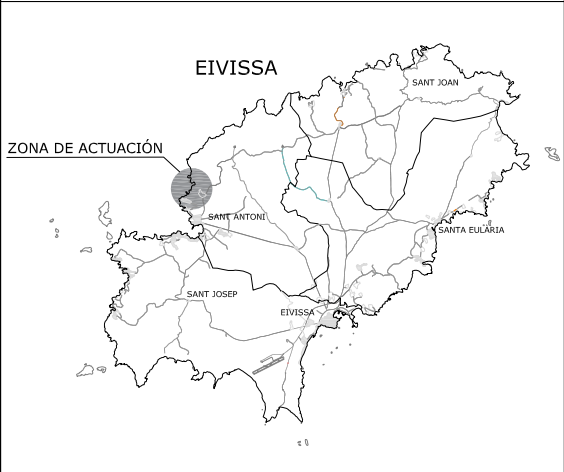 EIVISSA
SANT JOAN
ZONA DE ACTUACIÓN
SANT ANTONI
SANTA EULARIA
SANT JOSEP
EIVISSA